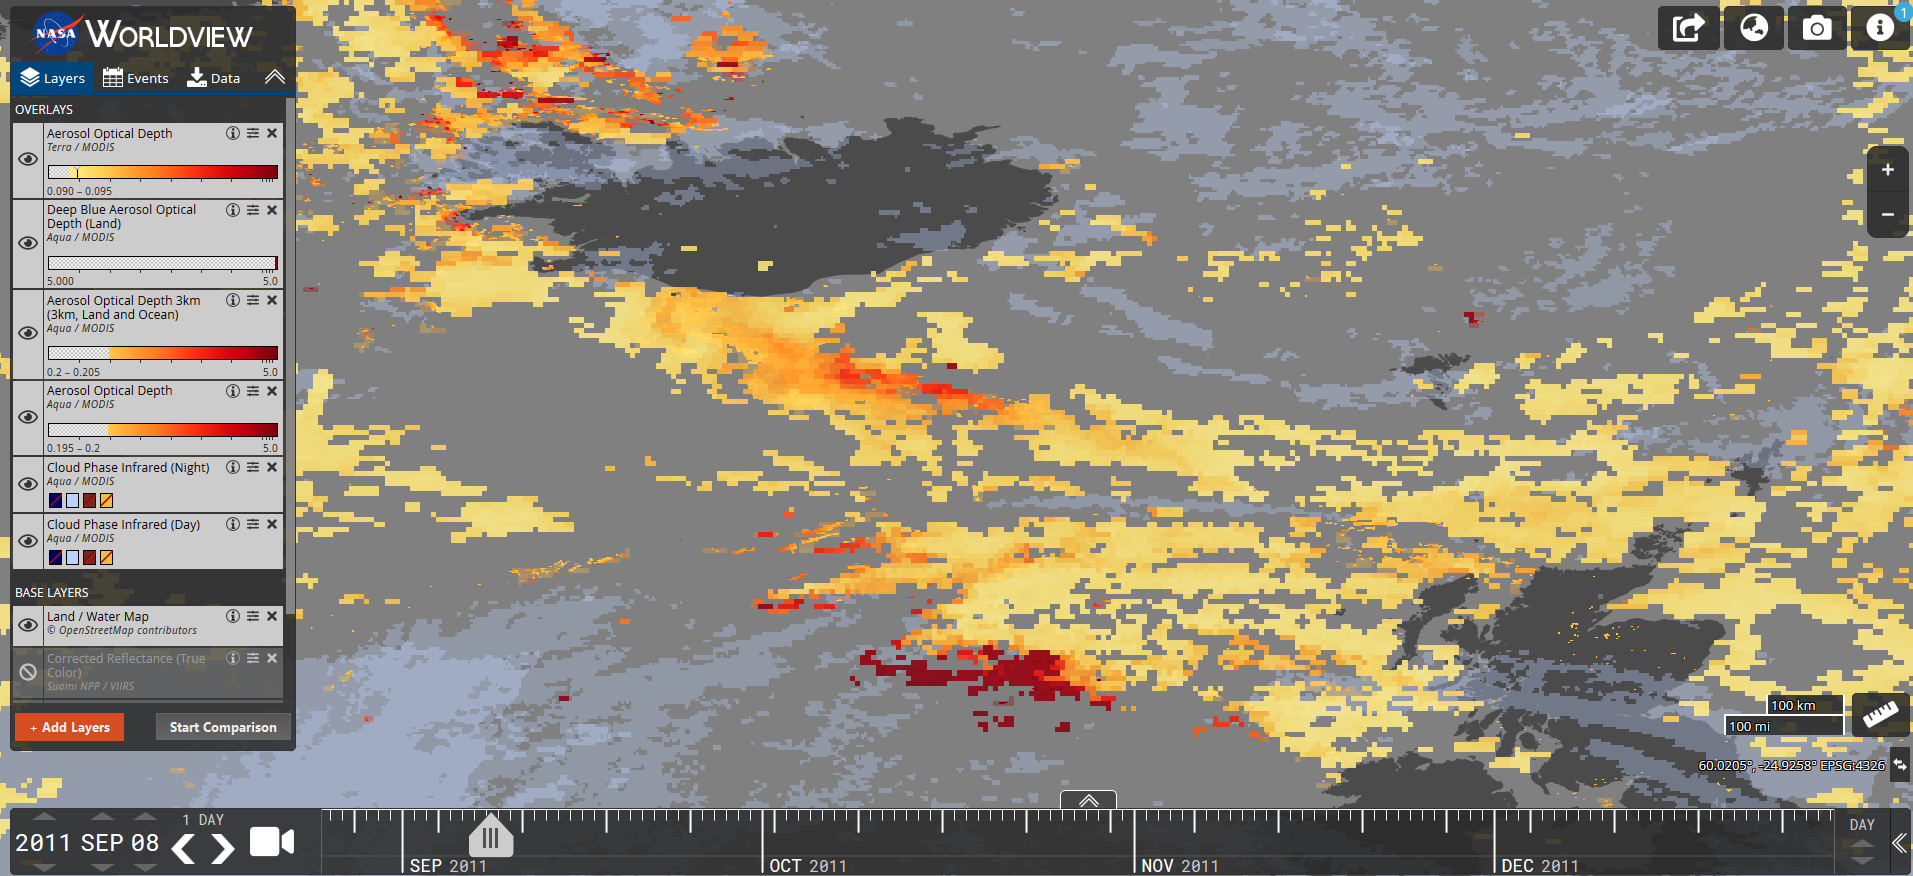 NASA WORLDVIEW
Layers Events Data
OVERLAYS
Aerosol Optical Depth
Terra / MODIS
0.090 – 0.095
Deep Blue Aerosol Optical
Depth (Land)
Aqua / MODIS
5.000 5.0
Aerosol Optical Depth 3km
(3km, Land and Ocean)
Aqua / MODIS
0.2 – 0.205 5.0
Aerosol Optical Depth
Aqua / MODIS
0.195 – 0.2 5.0
Cloud Phase Infrared (Night)
Aqua / MODIS
Cloud Phase Infrared (Day)
Aqua / MODIS
BASE LAYERS
Land / Water Map
© OpenStreetMap contributors
Corrected Reflectance (True
Color)
Suomi NPP / VIIRS
+ Add Layers Start Comparison
1
+
−
100 km
100 mi
60.0205°, -24.9258° EPSG:4326
1 DAY
2011 SEP 08
SEP 2011 OCT 2011 NOV 2011 DEC 2011
DAY